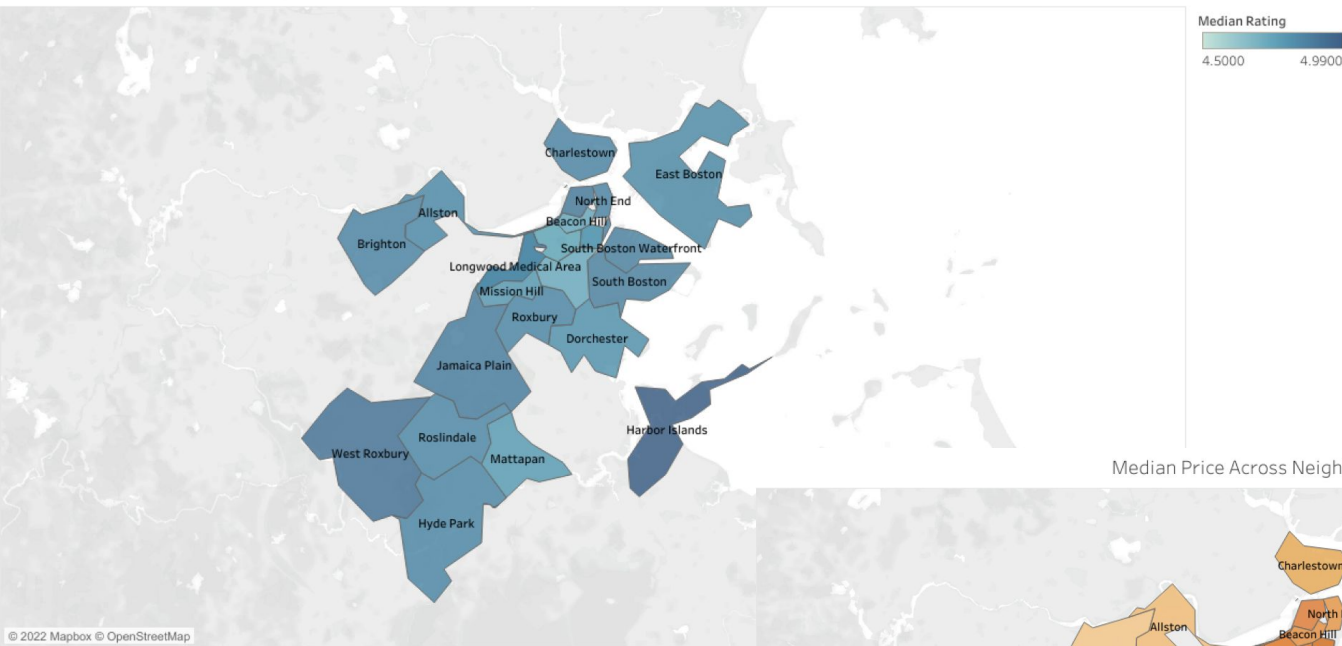 Median Rating
4.5000 4.9900
Charlestown
East Boston
North End
Allston
Beacon Hill
Brighton
South Boston Waterfront
Longwood Medical Area
South Boston
Mission Hill
Roxbury
Dorchester
Jamaica Plain
Harbor Islands
Roslindale
West Roxbury
Mattapan
Hyde Park
© 2022 Mapbox © OpenStreetMap
Median Price Across Neigh
Charlestown
North
Allston
Beacon Hill